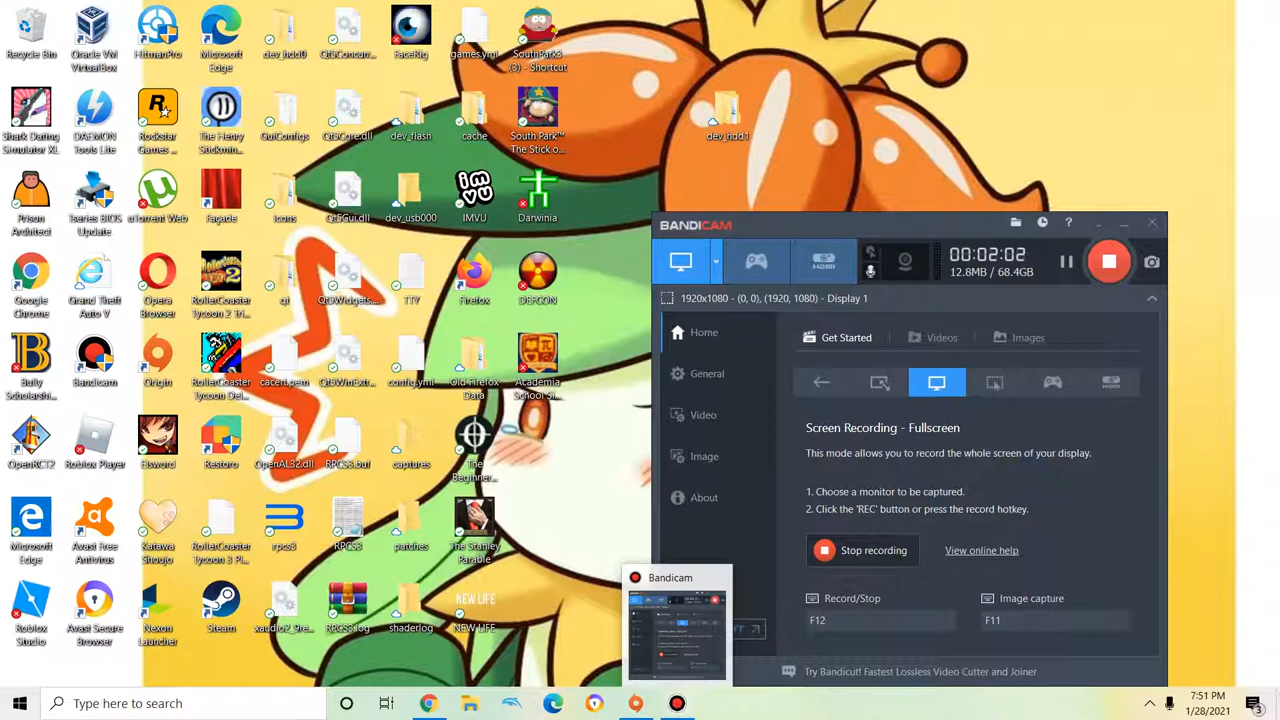 Recycle Bin
Oracle VM
VirtualBox
HitmanPro
Microsoft
Edge
dev_hdd0
Qt5Concurr...
FaceRig
games.yml
SouthPark3
(3) - Shortcut
Shark Dating
Simulator XL
DAEMON
Tools Lite
Rockstar
Games ...
The Henry
Stickmin...
GuiConfigs
Qt5Core.dll
dev_flash
cache
South Park™
The Stick o...
dev_hdd1
Prison
Architect
Tseries BIOS
Update
uTorrent Web
Façade
Icons
Qt5Gui.dll
dev_usb000
IMVU
Darwinia
Google
Chrome
Grand Theft
Auto V
Opera
Browser
RollerCoaster
Tycoon 2 Tri...
qt
Qt5Widgets....
TTY
Firefox
DEFCON
Bully
Scholarshi...
Bandicam
Origin
RollerCoaster
Tycoon Del...
cacert.pem
Qt5WinExtr...
config.yml
Old Firefox
Data
Academia
School Si...
OpenRCT2
Roblox Player
Elsword
Restoro
OpenAL32.dll
RPCS3.buf
captures
The
Beginner...
Microsoft
Edge
Avast Free
Antivirus
Katawa
Shoujo
RollerCoaster
Tycoon 3 Pl...
rpcs3
RPCS3
patches
The Stanley
Parable
Roblox
Studio
Avast Secure
Browser
Nexon
Launcher
Steam
xaudio2_9re...
RPCS3.log
shaderlog
NEW LIFE
NEW LIFE
BANDICAM
HDMI
00:02:02
12.8MB / 68.4GB
1920x1080 - (0, 0), (1920, 1080) - Display 1
Home
General
Video
Image
About
Get Started
Videos
Images
Screen Recording - Fullscreen
This mode allows you to record the whole screen of your display.
1. Choose a monitor to be captured.
2. Click the 'REC' button or press the record hotkey.
Stop recording
View online help
Record/Stop
F12
Image capture
F11
Try Bandicut! Fastest Lossless Video Cutter and Joiner
Bandicam
Type here to search
7:51 PM
1/28/2021
3